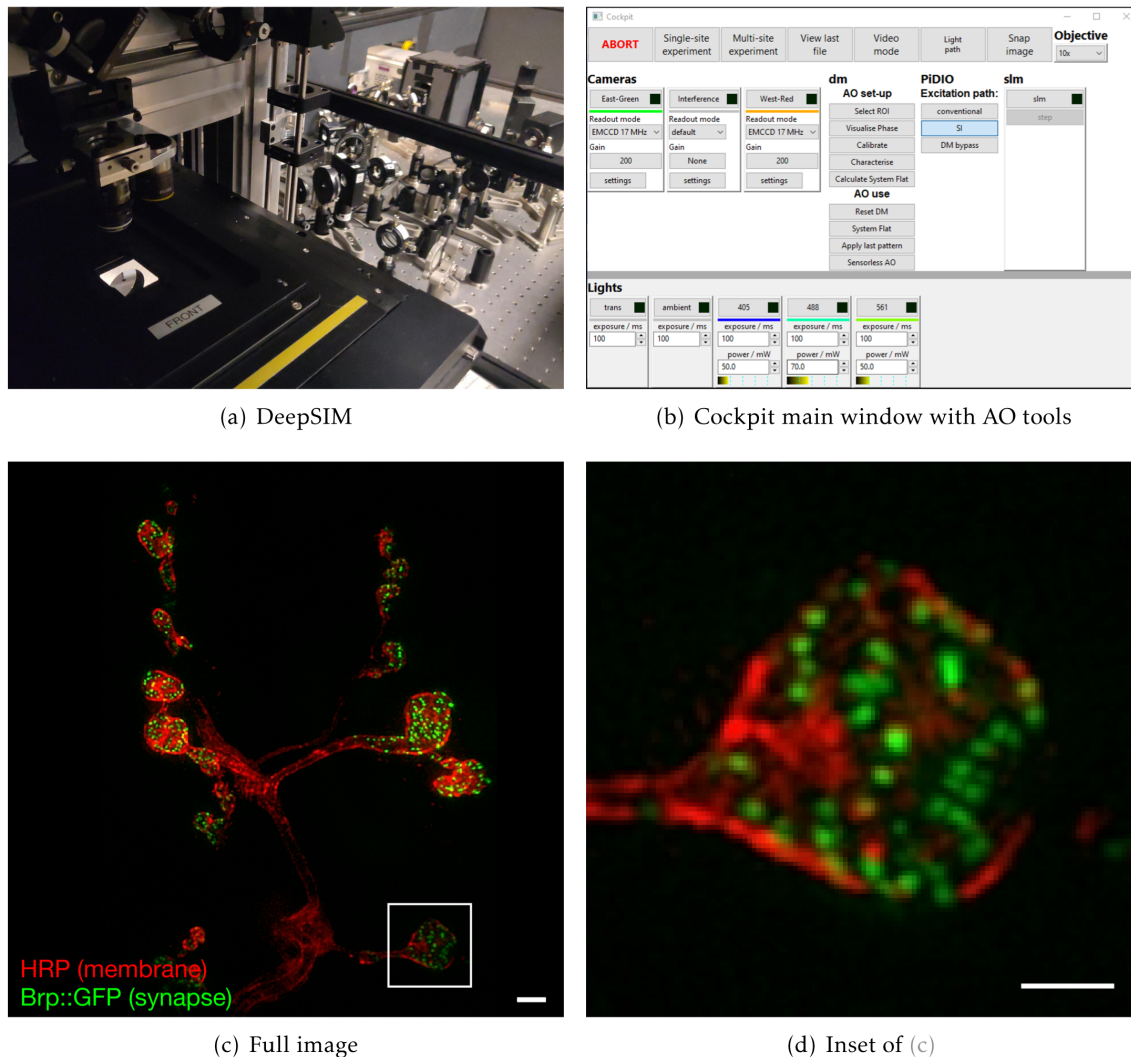 FRONT
(a) DeepSIM
Cockpit
ABORT
Single-site
experiment
Multi-site
experiment
View last
file
Video
mode
Light
path
Snap
image
Objective
10x
Cameras
East-Green
Readout mode
EMCCD 17 MHz
Gain
200
settings
Interference
Readout mode
default
Gain
None
settings
West-Red
Readout mode
EMCCD 17 MHz
Gain
200
settings
dm
AO set-up
Select ROI
Visualise Phase
Calibrate
Characterise
Calculate System Flat
AO use
Reset DM
System Flat
Apply last pattern
Sensorless AO
PiDIO
Excitation path:
conventional
SI
DM bypass
slm
slm
step
Lights
trans
exposure / ms
100
ambient
exposure / ms
100
405
exposure / ms
100
power / mW
50.0
488
exposure / ms
100
power / mW
70.0
561
exposure / ms
100
power / mW
50.0
(b) Cockpit main window with AO tools
HRP (membrane)
Brp::GFP (synapse)
(c) Full image
(d) Inset of (c)